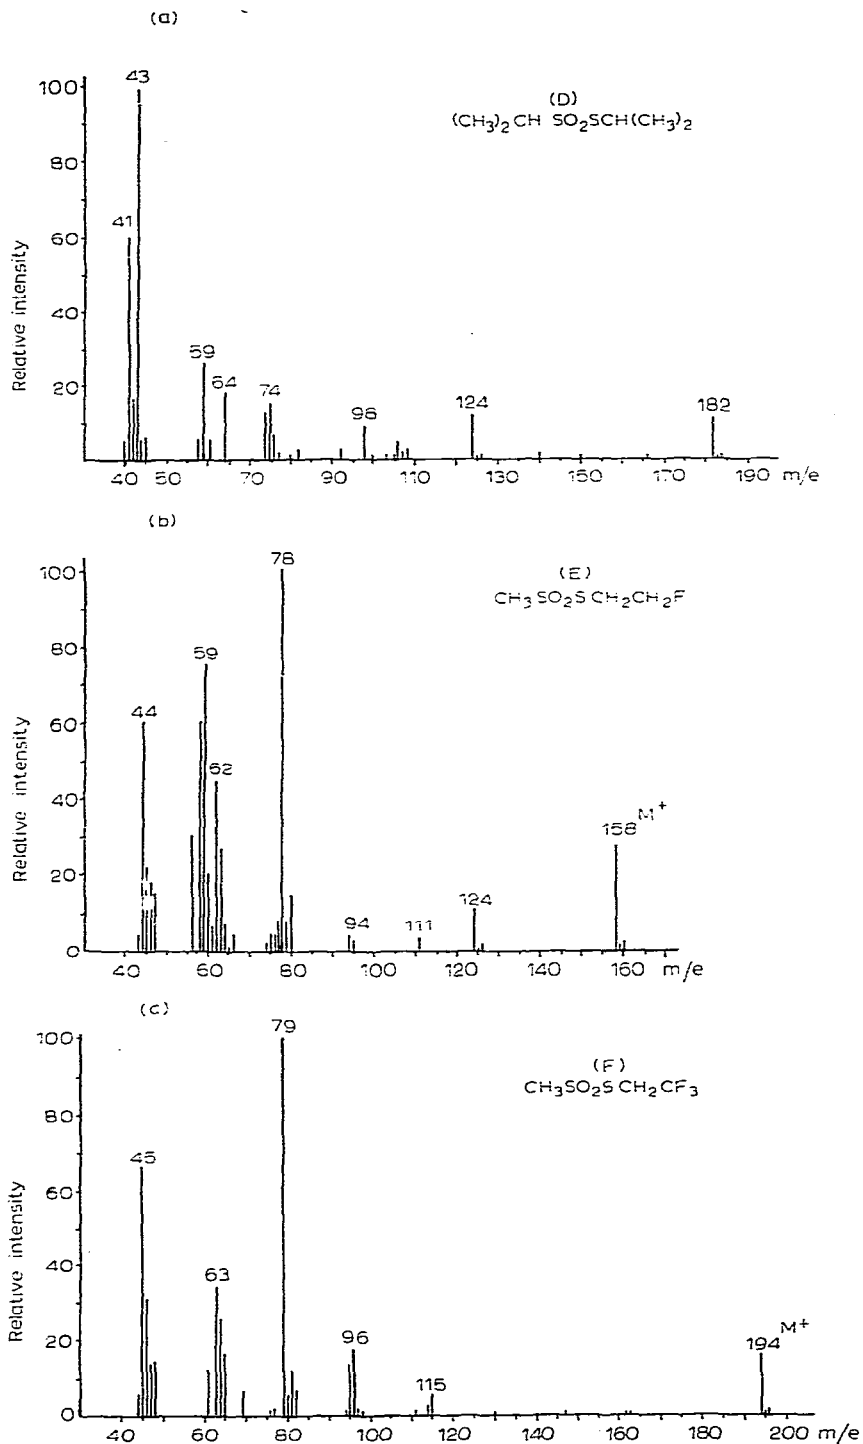 (a)
(D)
(CH3)2CH SO2SCH(CH3)2
Relative intensity
100
80
60
40
20
43
41
59
64
74
98
124
182
40 50 70 90 110 130 150 170 190 m/e
(b)
(E)
CH3SO2SCH2CH2F
Relative intensity
100
80
60
40
20
0
78
59
44
62
94
111
124
158 M+
40 60 80 100 120 140 160 m/e
(c)
(F)
CH3SO2SCH2CF3
Relative intensity
100
80
60
40
20
0
79
45
63
96
115
194 M+
40 60 80 100 120 140 160 180 200 m/e